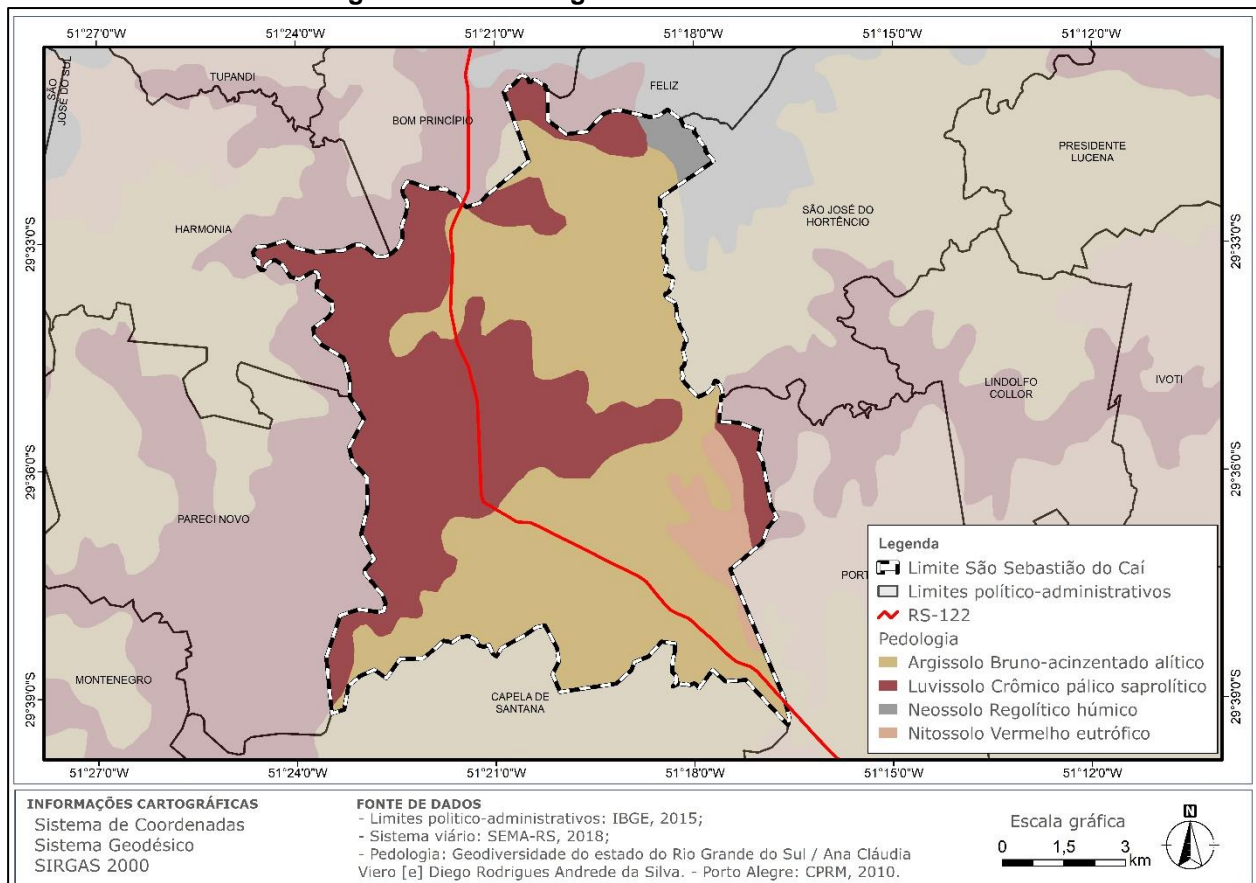 51°27'0"W 51°24'0"W 51°21'0"W 51°18'0"W 51°15'0"W 51°12'0"W
SÃO
JOSÉ DO SUL
TUPANDI
FELIZ
BOM PRINCÍPIO
PRESIDENTE
LUCENA
SÃO JOSÉ DO
HORTÊNCIO
HARMONIA
29°33'0"S
29°33'0"S
LINDOLFO
COLLOR
IVOTI
29°36'0"S
29°36'0"S
PARECI NOVO
PORT
MONTENEGRO
CAPELA DE
SANTANA
29°39'0"S
29°39'0"S
Legenda
Limite São Sebastião do Caí
Limites político-administrativos
RS-122
Pedologia
Argissolo Bruno-acinzentado alítico
Luvissolo Crômico pálico saprolítico
Neossolo Regolítico húmico
Nitossolo Vermelho eutrófico
51°27'0"W 51°24'0"W 51°21'0"W 51°18'0"W 51°15'0"W 51°12'0"W
INFORMAÇÕES CARTOGRÁFICAS
Sistema de Coordenadas
Sistema Geodésico
SIRGAS 2000
FONTE DE DADOS
- Limites politico-administrativos: IBGE, 2015;
- Sistema viário: SEMA-RS, 2018;
- Pedologia: Geodiversidade do estado do Rio Grande do Sul / Ana Cláudia
Viero [e] Diego Rodrigues Andrede da Silva. - Porto Alegre: CPRM, 2010.
Escala gráfica
0 1,5 3
km
N